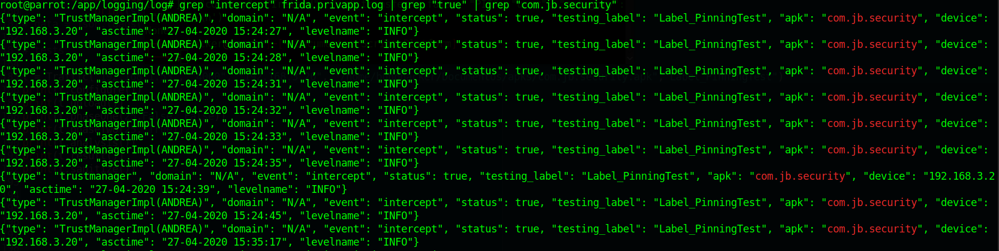 root@parrot:/app/logging/log# grep "intercept" frida.privapp.log | grep "true" | grep "com.jb.security"
{"type": "TrustManagerImpl(ANDREA)", "domain": "N/A", "event": "intercept", "status": true, "testing_label": "Label_PinningTest", "apk": "com.jb.security", "device":
"192.168.3.20", "asctime": "27-04-2020 15:24:27", "levelname": "INFO"}
{"type": "TrustManagerImpl(ANDREA)", "domain": "N/A", "event": "intercept", "status": true, "testing_label": "Label_PinningTest", "apk": "com.jb.security", "device":
"192.168.3.20", "asctime": "27-04-2020 15:24:28", "levelname": "INFO"}
{"type": "TrustManagerImpl(ANDREA)", "domain": "N/A", "event": "intercept", "status": true, "testing_label": "Label_PinningTest", "apk": "com.jb.security", "device":
"192.168.3.20", "asctime": "27-04-2020 15:24:31", "levelname": "INFO"}
{"type": "TrustManagerImpl(ANDREA)", "domain": "N/A", "event": "intercept", "status": true, "testing_label": "Label_PinningTest", "apk": "com.jb.security", "device":
"192.168.3.20", "asctime": "27-04-2020 15:24:32", "levelname": "INFO"}
{"type": "TrustManagerImpl(ANDREA)", "domain": "N/A", "event": "intercept", "status": true, "testing_label": "Label_PinningTest", "apk": "com.jb.security", "device":
"192.168.3.20", "asctime": "27-04-2020 15:24:33", "levelname": "INFO"}
{"type": "TrustManagerImpl(ANDREA)", "domain": "N/A", "event": "intercept", "status": true, "testing_label": "Label_PinningTest", "apk": "com.jb.security", "device":
"192.168.3.20", "asctime": "27-04-2020 15:24:35", "levelname": "INFO"}
{"type": "trustmanager", "domain": "N/A", "event": "intercept", "status": true, "testing_label": "Label_PinningTest", "apk": "com.jb.security", "device": "192.168.3.2
0", "asctime": "27-04-2020 15:24:39", "levelname": "INFO"}
{"type": "TrustManagerImpl(ANDREA)", "domain": "N/A", "event": "intercept", "status": true, "testing_label": "Label_PinningTest", "apk": "com.jb.security", "device":
"192.168.3.20", "asctime": "27-04-2020 15:24:45", "levelname": "INFO"}
{"type": "TrustManagerImpl(ANDREA)", "domain": "N/A", "event": "intercept", "status": true, "testing_label": "Label_PinningTest", "apk": "com.jb.security", "device":
"192.168.3.20", "asctime": "27-04-2020 15:35:17", "levelname": "INFO"}